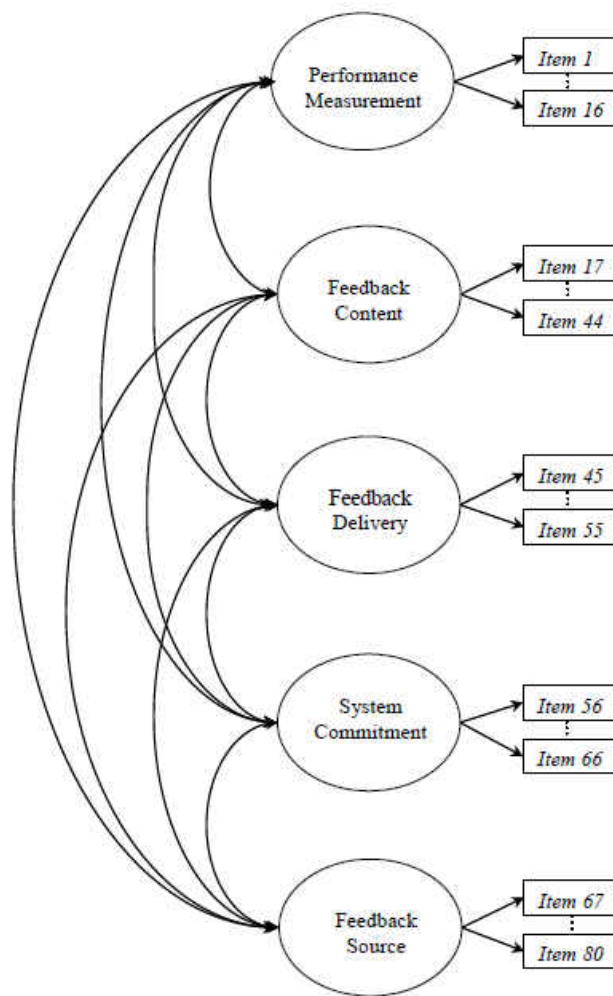 Performance
Measurement
Item 1
Item 16
Feedback
Content
Item 17
Item 44
Feedback
Delivery
Item 45
Item 55
System
Commitment
Item 56
Item 66
Feedback
Source
Item 67
Item 80